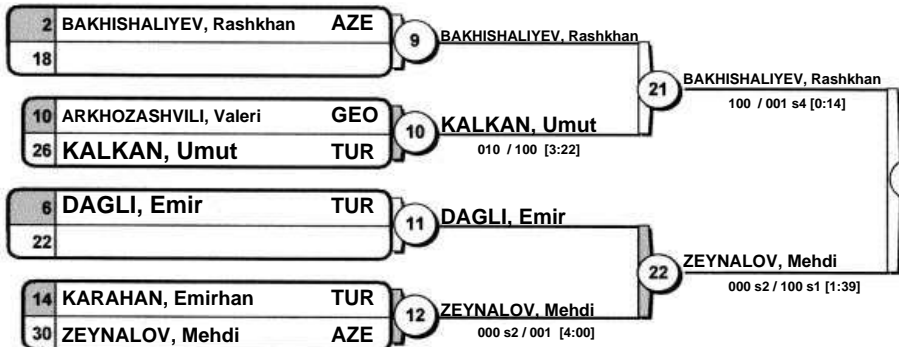 2 BAKHISHALIYEV, Rashkhan AZE
18
9 BAKHISHALIYEV, Rashkhan
10 ARKHOZASHVILI, Valeri GEO
26 KALKAN, Umut TUR
10 KALKAN, Umut
010 / 100 [3:22]
21 BAKHISHALIYEV, Rashkhan
100 / 001 s4 [0:14]
6 DAGLI, Emir TUR
22
11 DAGLI, Emir
14 KARAHAN, Emirhan TUR
30 ZEYNALOV, Mehdi AZE
12 ZEYNALOV, Mehdi
000 s2 / 001 [4:00]
22 ZEYNALOV, Mehdi
000 s2 / 100 s1 [1:39]